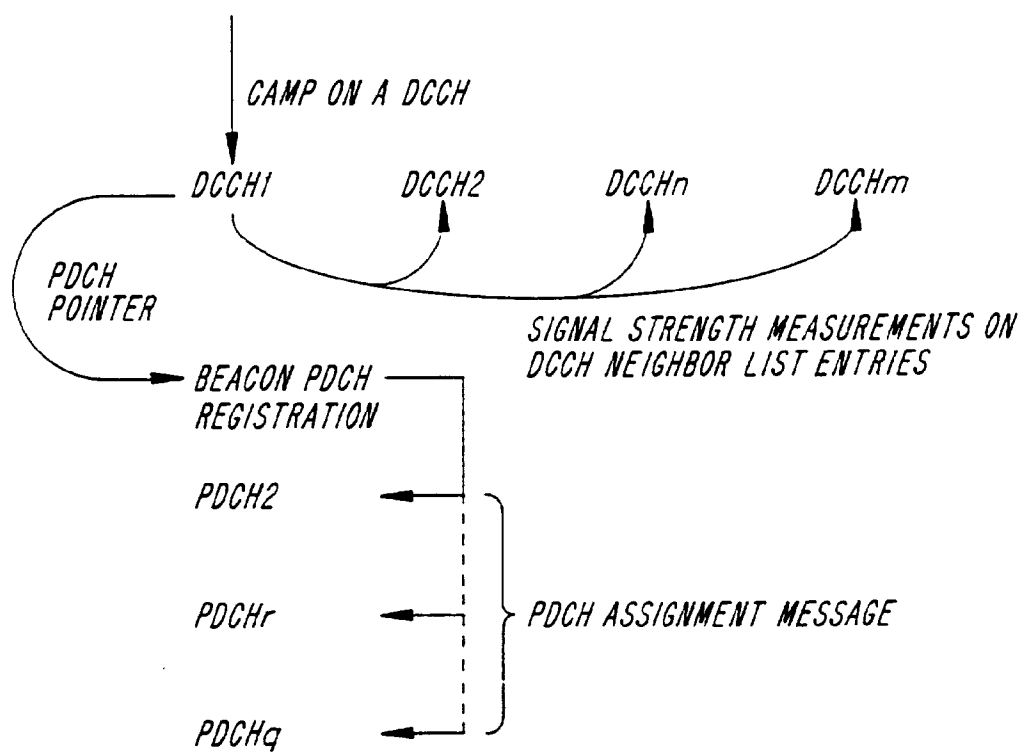 CAMP ON A DCCH
DCCH1 DCCH2 DCCHn DCCHm
PDCH
POINTER
SIGNAL STRENGTH MEASUREMENTS ON
DCCH NEIGHBOR LIST ENTRIES
BEACON PDCH
REGISTRATION
PDCH2
PDCHr
PDCH ASSIGNMENT MESSAGE
PDCHq